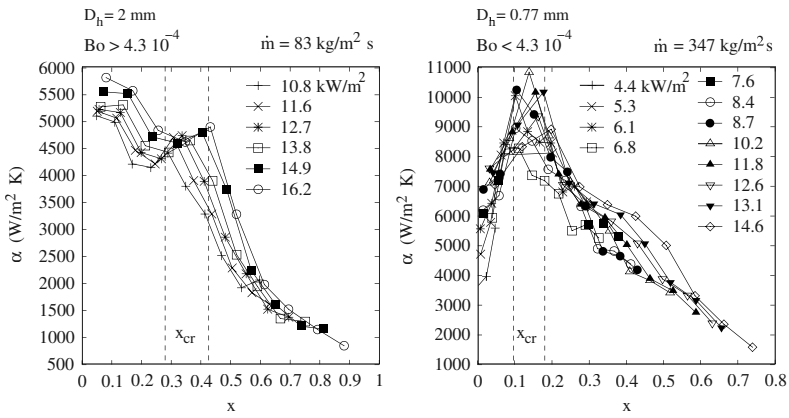 D_h = 2 mm
Bo > 4.3 10^-4
ṁ = 83 kg/m² s
6000
5500
5000
4500
4000
3500
3000
2500
2000
1500
1000
500
α (W/m² K)
0 0.1 0.2 0.3 0.4 0.5 0.6 0.7 0.8 0.9 1
x
x_cr
10.8 kW/m²
11.6
12.7
13.8
14.9
16.2
D_h = 0.77 mm
Bo < 4.3 10^-4
ṁ = 347 kg/m² s
11000
10000
9000
8000
7000
6000
5000
4000
3000
2000
1000
α (W/m² K)
0 0.1 0.2 0.3 0.4 0.5 0.6 0.7 0.8
x
x_cr
4.4 kW/m²
5.3
6.1
6.8
7.6
8.4
8.7
10.2
11.8
12.6
13.1
14.6